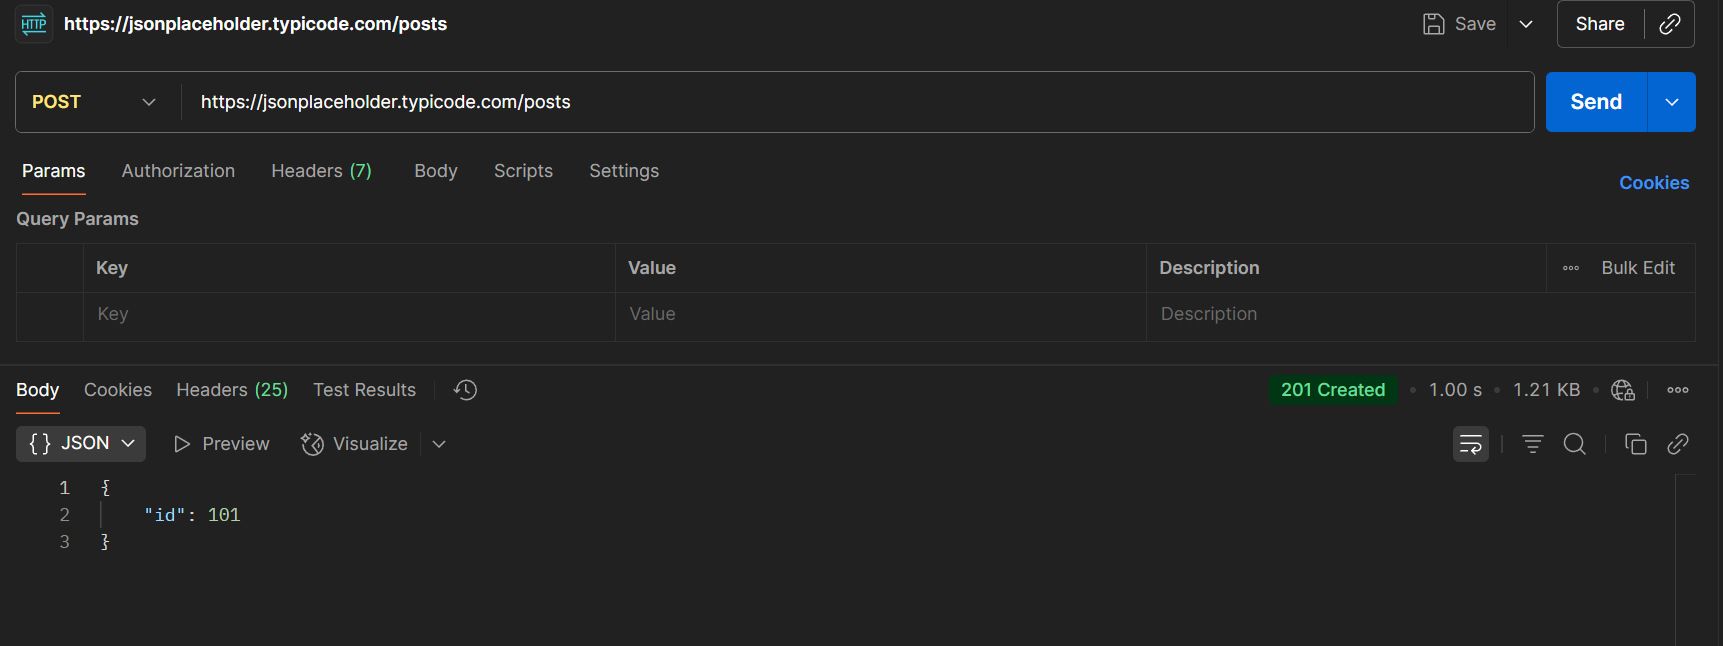 HTTP https://jsonplaceholder.typicode.com/posts Save Share
POST https://jsonplaceholder.typicode.com/posts Send
Params Authorization Headers (7) Body Scripts Settings Cookies
Query Params
Key Value Description Bulk Edit
Key Value Description
Body Cookies Headers (25) Test Results 201 Created • 1.00 s • 1.21 KB •
{} JSON Preview Visualize
1 {
2 "id": 101
3 }